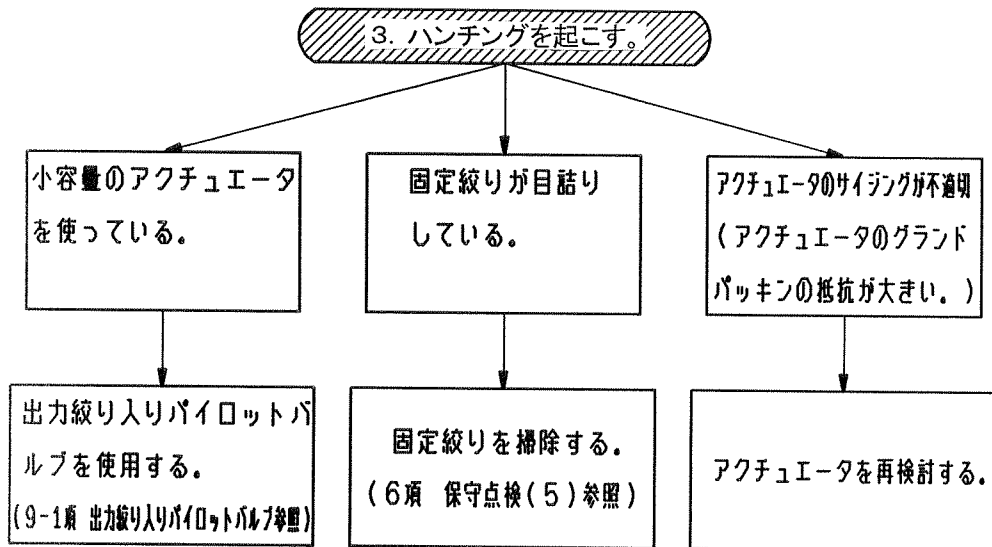 3. ハンチングを起こす。
小容量のアクチュエータ
を使っている。
固定絞りが目詰り
している。
アクチュエータのサイジングが不適切
(アクチュエータのグランド
パッキンの抵抗が大きい。)
出力絞り入りパイロットバ
ルブを使用する。
(9-1項 出力絞り入りパイロットバルブ参照)
固定絞りを掃除する。
(6項 保守点検(5)参照)
アクチュエータを再検討する。